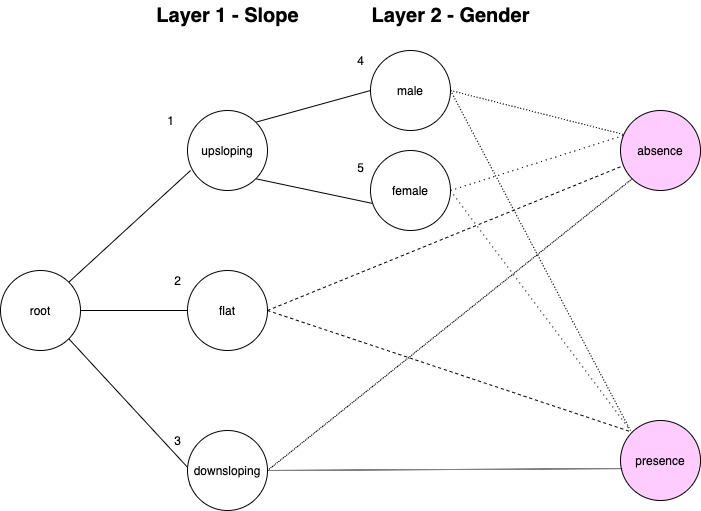 Layer 1 - Slope
Layer 2 - Gender
4
male
1
upsloping
absence
5
female
2
root
flat
3
downsloping
presence